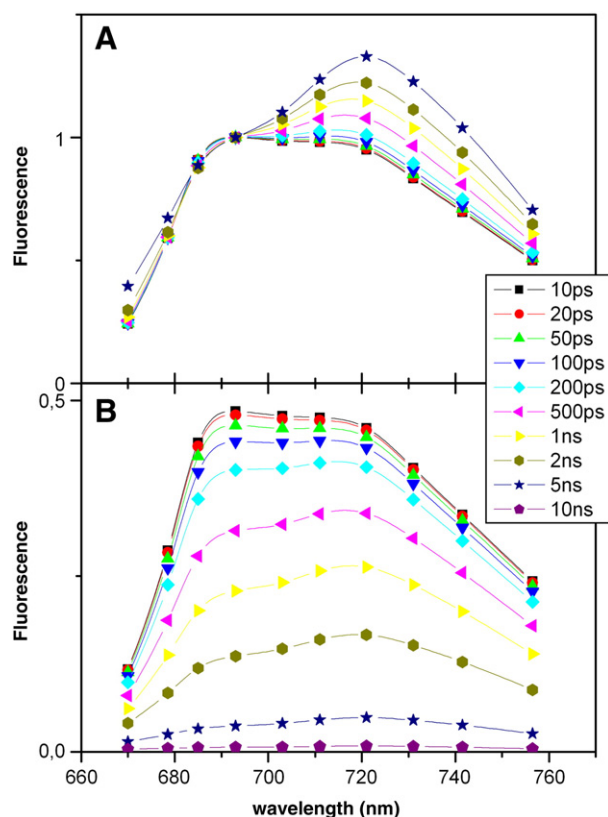 A
Fluorescence
1
0
10ps
20ps
50ps
100ps
200ps
500ps
1ns
2ns
5ns
10ns
B
Fluorescence
0,5
0,0
660 680 700 720 740 760
wavelength (nm)